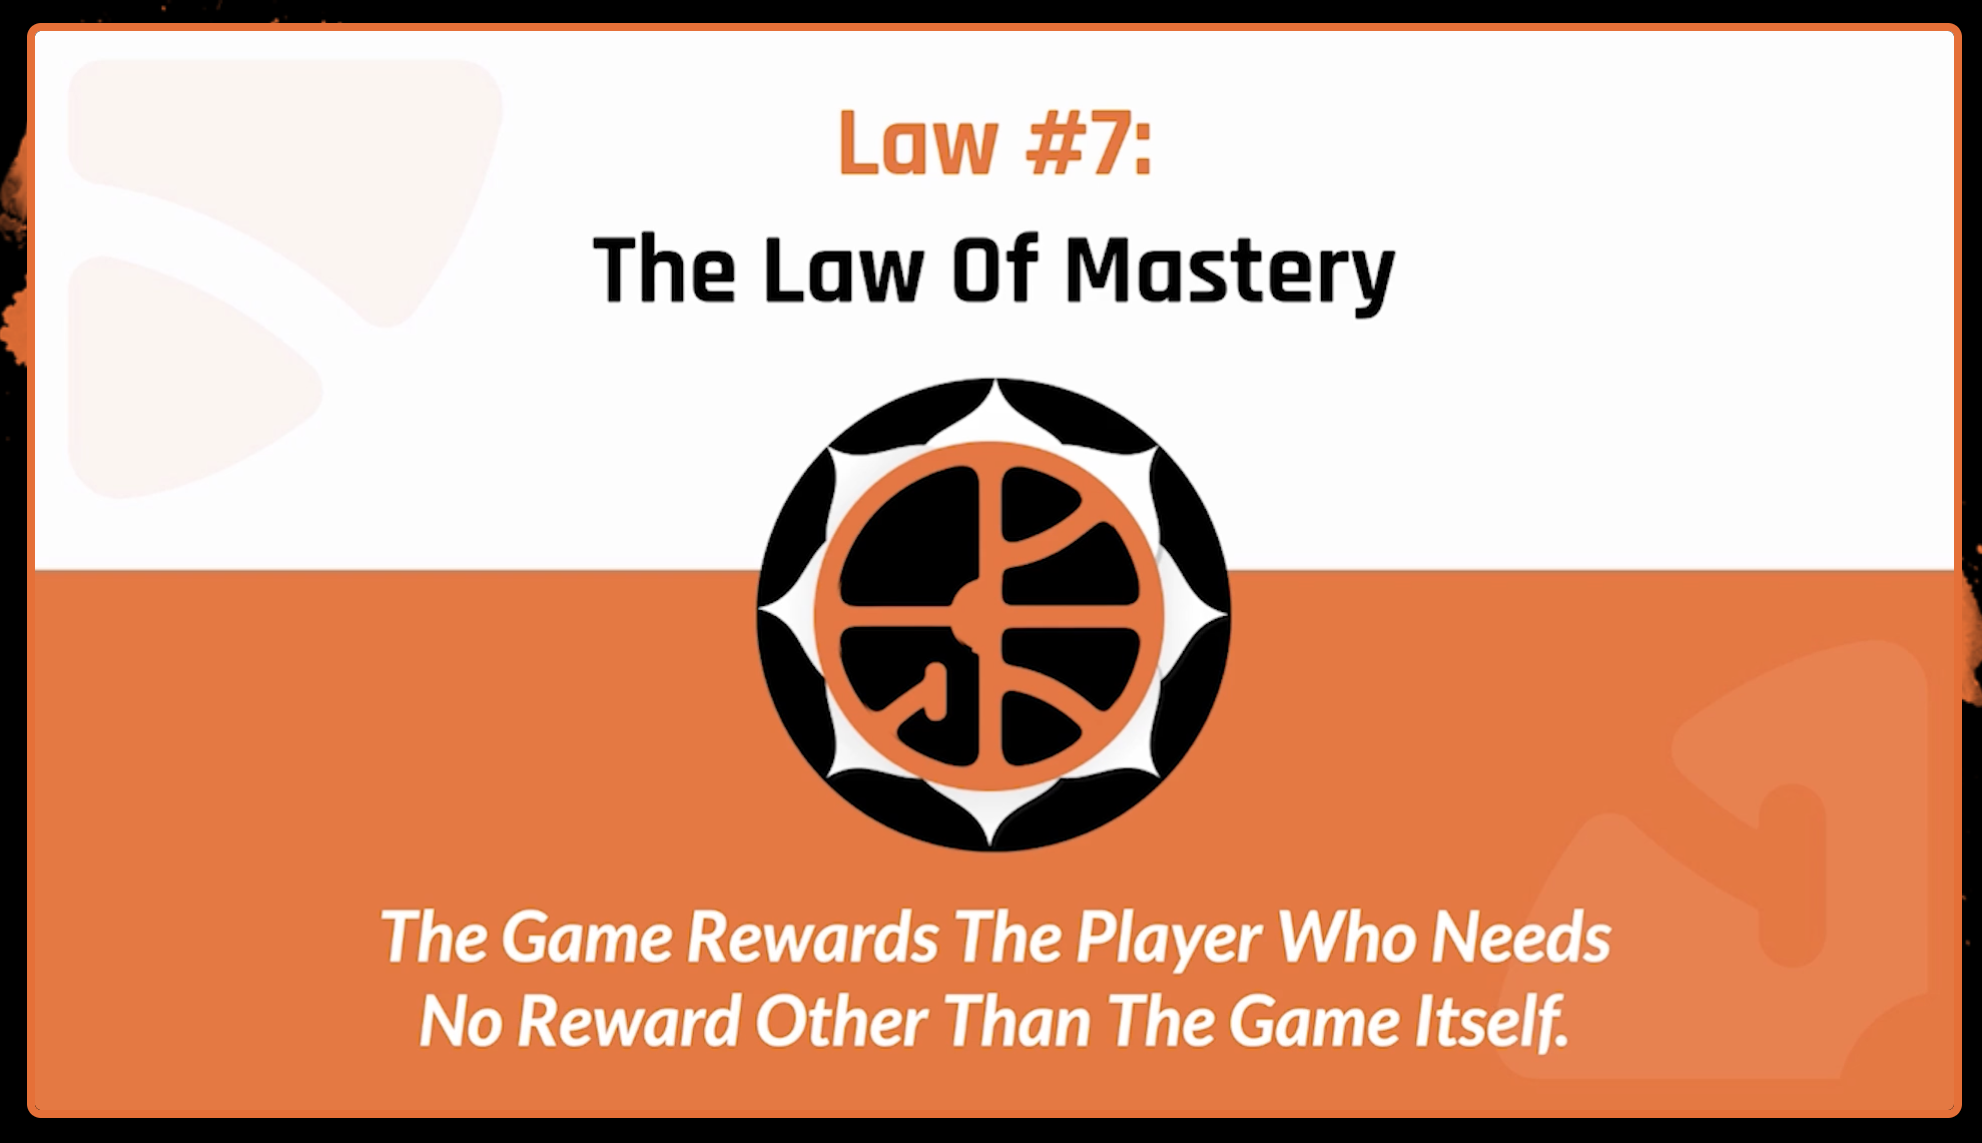 Law #7:
The Law Of Mastery
The Game Rewards The Player Who Needs
No Reward Other Than The Game Itself.